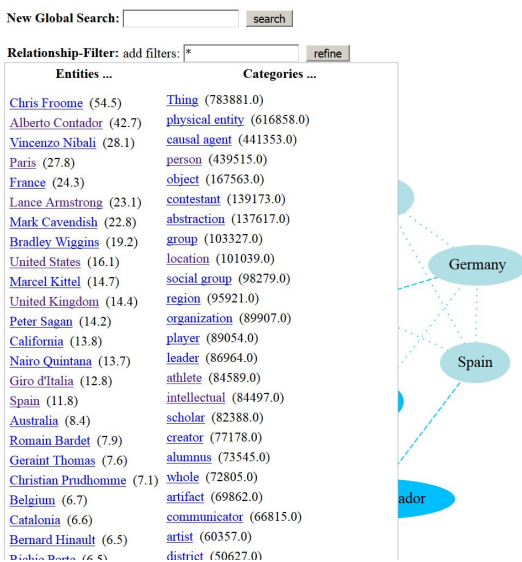 New Global Search: search
Relationship-Filter: add filters: * refine
Entities ... Categories ...
Chris Froome (54.5) Thing (783881.0)
Alberto Contador (42.7) physical entity (616858.0)
Vincenzo Nibali (28.1) causal agent (441353.0)
Paris (27.8) person (439515.0)
France (24.3) object (167563.0)
Lance Armstrong (23.1) contestant (139173.0)
Mark Cavendish (22.8) abstraction (137617.0)
Bradley Wiggins (19.2) group (103327.0)
United States (16.1) location (101039.0)
Marcel Kittel (14.7) social group (98279.0)
United Kingdom (14.4) region (95921.0)
Peter Sagan (14.2) organization (89907.0)
California (13.8) player (89054.0)
Nairo Quintana (13.7) leader (86964.0)
Giro d'Italia (12.8) athlete (84589.0)
Spain (11.8) intellectual (84497.0)
Australia (8.4) scholar (82388.0)
Romain Bardet (7.9) creator (77178.0)
Geraint Thomas (7.6) alumnus (73545.0)
Christian Prudhomme (7.1) whole (72805.0)
Belgium (6.7) artifact (69862.0)
Catalonia (6.6) communicator (66815.0)
Bernard Hinault (6.5) artist (60357.0)
Richie Porte (6.5) district (50627.0)
Germany
Spain
ador